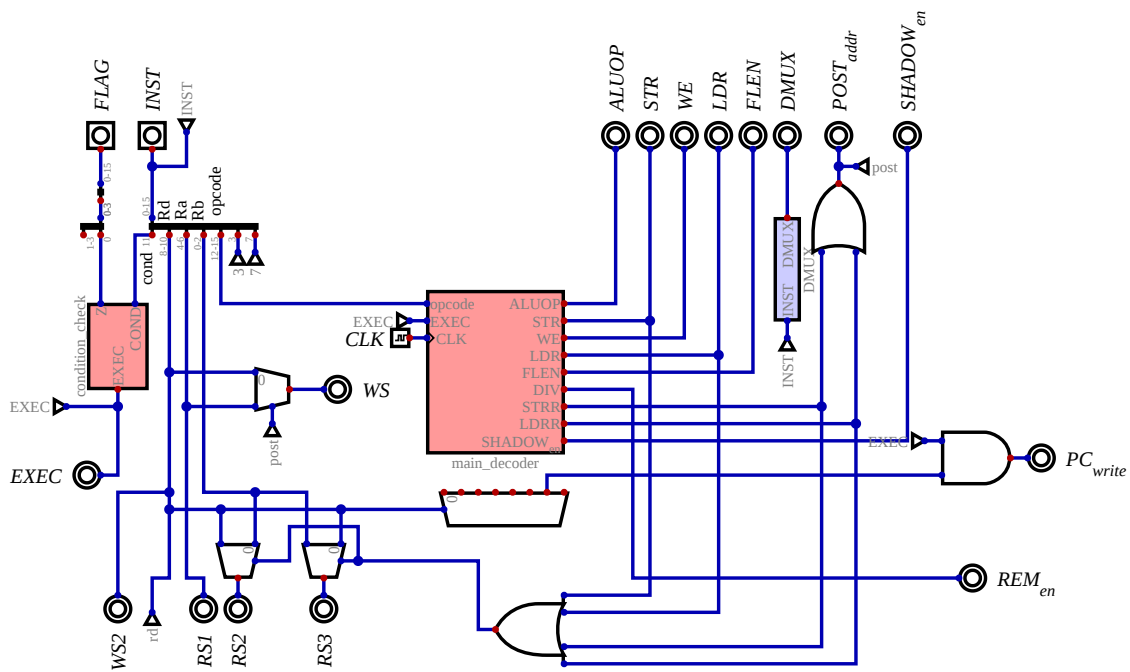 FLAG
INST
INST
ALUOP
STR
WE
LDR
FLEN
DMUX
POST_addr
SHADOW_en
post
0-15
0-3
1-3
0
0-15
Rd
Ra
Rb
opcode
11
8-10
4-6
0-2
12-15
3
7
cond
3
7
condition_check
Z
COND
EXEC
EXEC
EXEC
CLK
opcode
EXEC
CLK
ALUOP
STR
WE
LDR
FLEN
DIV
STRR
LDRR
SHADOW_en
main_decoder
DMUX
INST
DMUX
INST
0
WS
post
EXEC
EXEC
PC_write
0
0
0
REM_en
WS2
rd
RS1
RS2
RS3